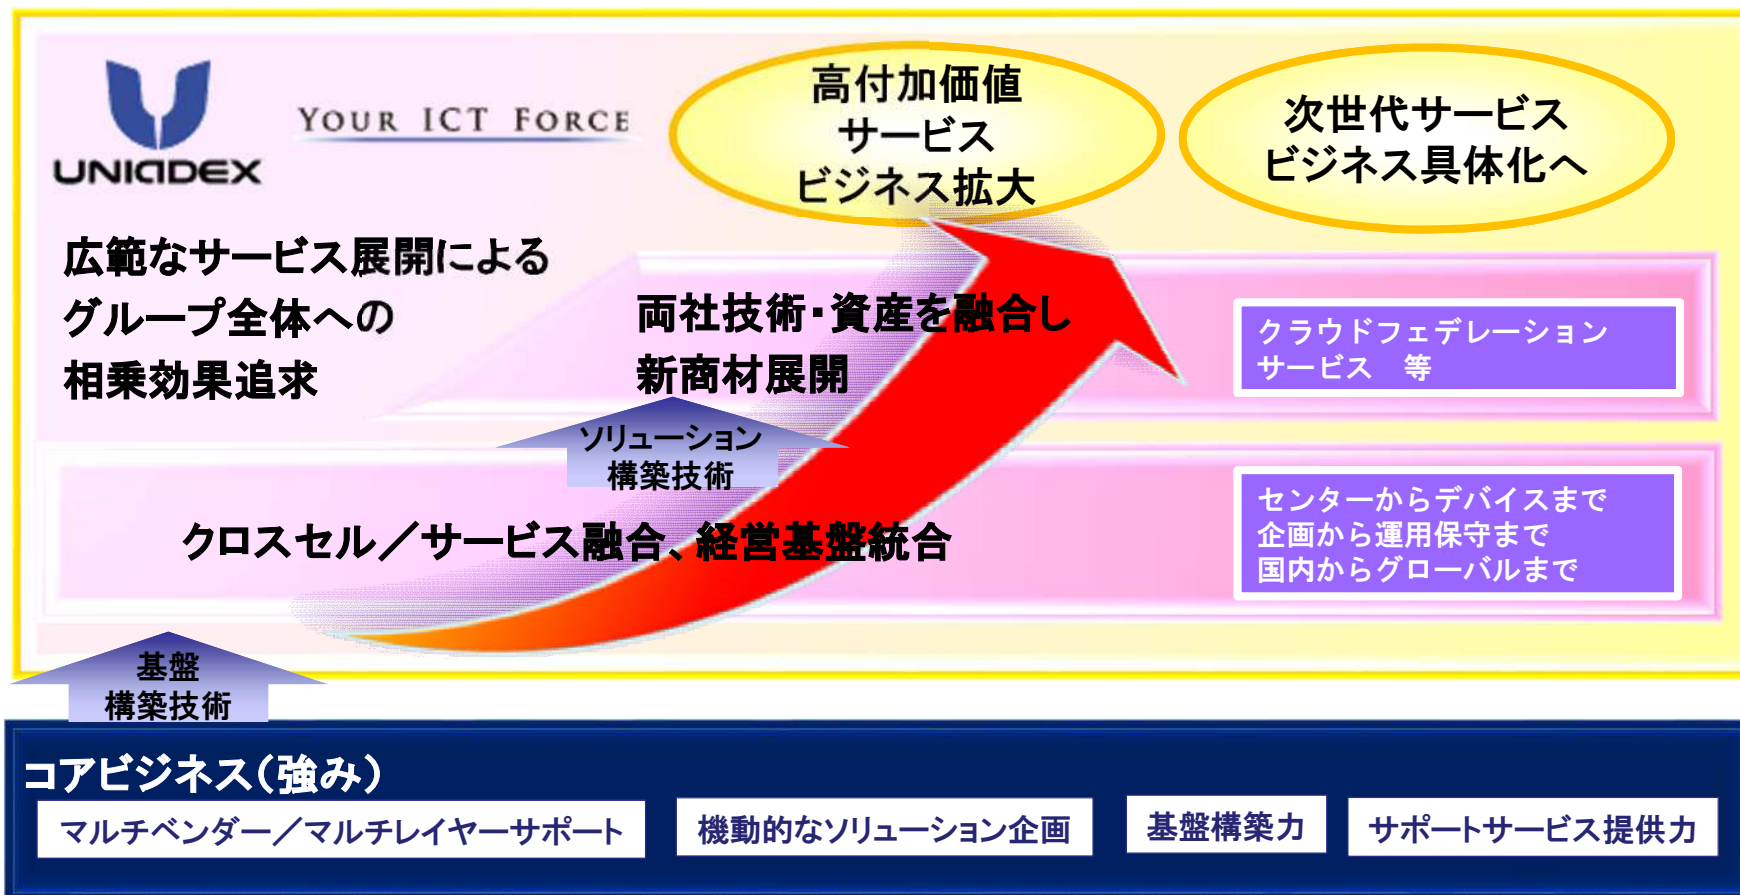 UNIADEX
YOUR ICT FORCE
高付加価値
サービス
ビジネス拡大
次世代サービス
ビジネス具体化へ
広範なサービス展開による
グループ全体への
相乗効果追求
両社技術・資産を融合し
新商材展開
クラウドフェデレーション
サービス　等
ソリューション
構築技術
クロスセル／サービス融合、経営基盤統合
センターからデバイスまで
企画から運用保守まで
国内からグローバルまで
基盤
構築技術
コアビジネス（強み）
マルチベンダー／マルチレイヤーサポート
機動的なソリューション企画
基盤構築力
サポートサービス提供力